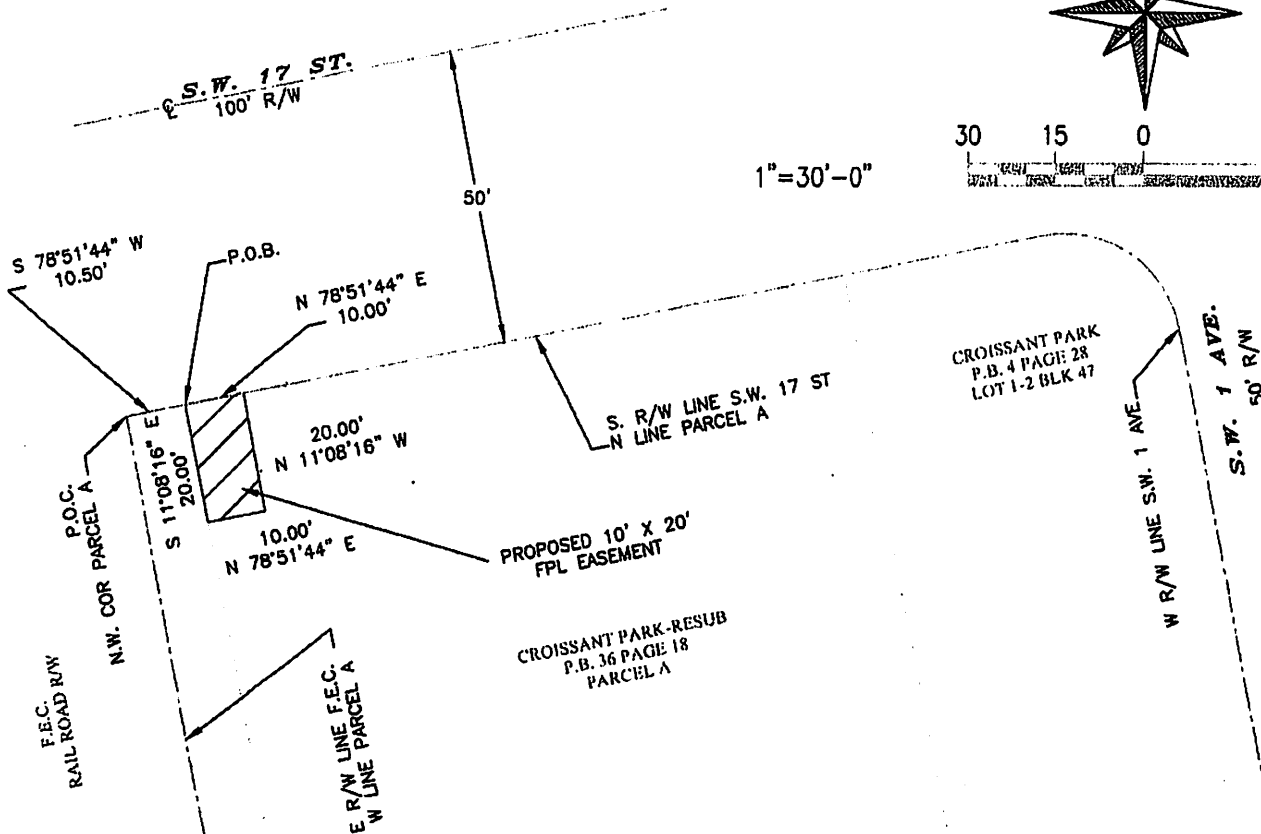 S.W. 17 ST.
℄ 100' R/W
50'
30 15 0
1"=30'-0"
S 78°51'44" W
10.50'
P.O.B.
N 78°51'44" E
10.00'
CROISSANT PARK
P.B. 4 PAGE 28
LOT 1-2 BLK 47
S.W. 1 AVE.
50' R/W
W R/W LINE S.W. 1 AVE
S. R/W LINE S.W. 17 ST
N LINE PARCEL A
20.00'
N 11°08'16" W
P.O.C.
N.W. COR PARCEL A
S 11°08'16" E
20.00'
10.00'
N 78°51'44" E
PROPOSED 10' X 20'
FPL EASEMENT
CROISSANT PARK-RESUB
P.B. 36 PAGE 18
PARCEL A
F.E.C.
RAIL ROAD R/W
E R/W LINE F.E.C.
W LINE PARCEL A